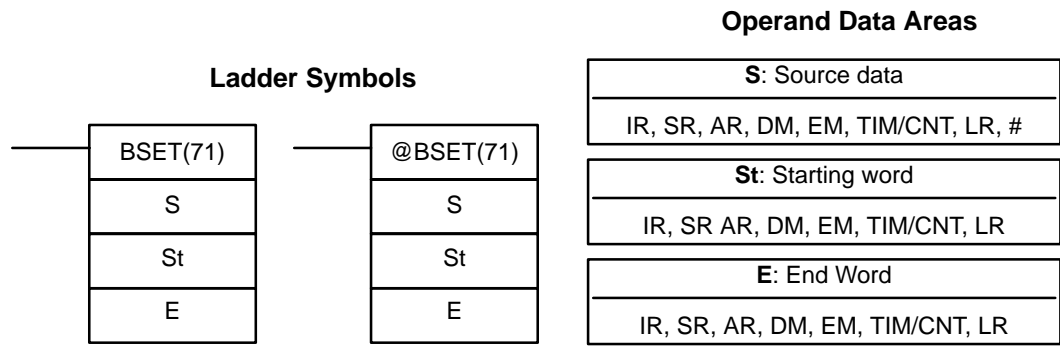 Ladder Symbols
BSET(71)
S
St
E
@BSET(71)
S
St
E
Operand Data Areas
S: Source data
IR, SR, AR, DM, EM, TIM/CNT, LR, #
St: Starting word
IR, SR AR, DM, EM, TIM/CNT, LR
E: End Word
IR, SR, AR, DM, EM, TIM/CNT, LR